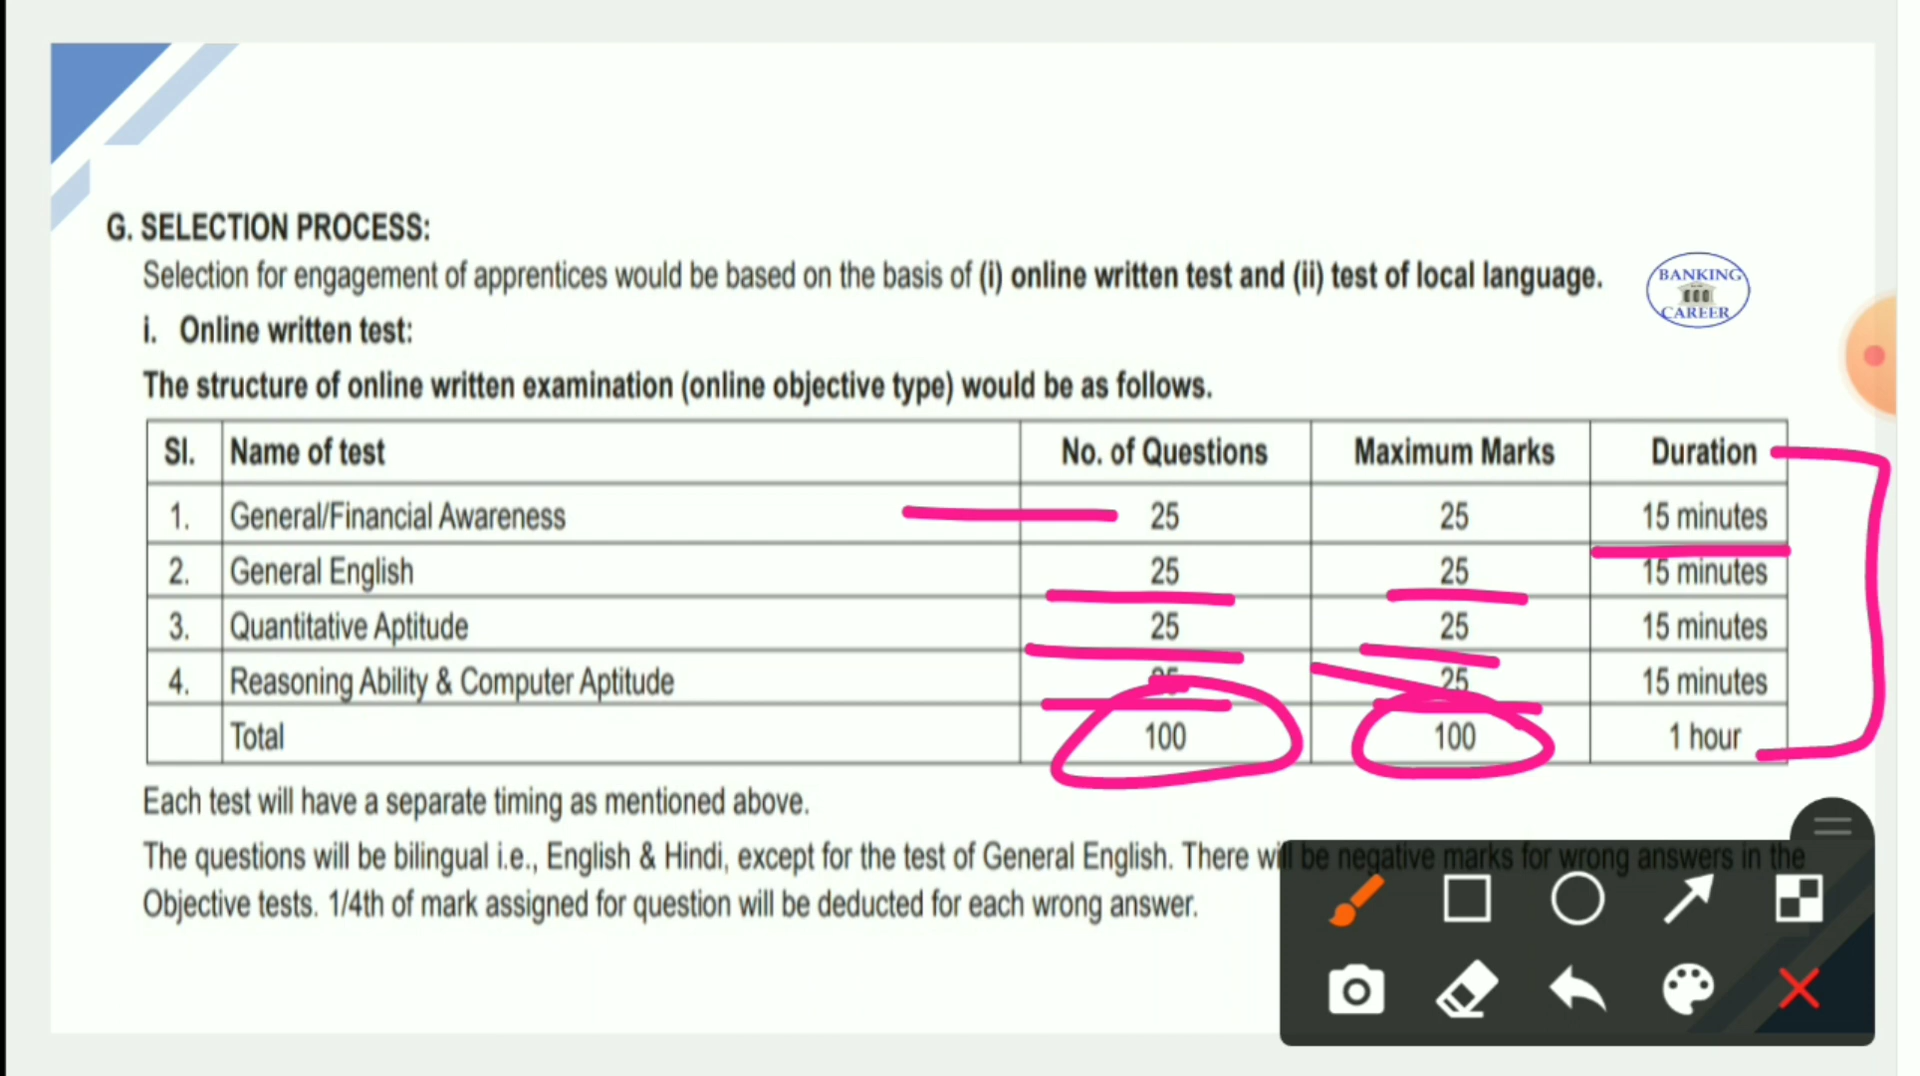 G. SELECTION PROCESS:
Selection for engagement of apprentices would be based on the basis of (i) online written test and (ii) test of local language.
BANKING
CAREER
i. Online written test:
The structure of online written examination (online objective type) would be as follows.
Sl. Name of test No. of Questions Maximum Marks Duration
1. General/Financial Awareness 25 25 15 minutes
2. General English 25 25 15 minutes
3. Quantitative Aptitude 25 25 15 minutes
4. Reasoning Ability & Computer Aptitude 25 25 15 minutes
Total 100 100 1 hour
Each test will have a separate timing as mentioned above.
The questions will be bilingual i.e., English & Hindi, except for the test of General English. There will be negative marks for wrong answers in the
Objective tests. 1/4th of mark assigned for question will be deducted for each wrong answer.